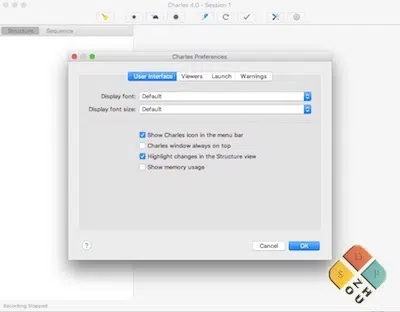 Charles 4.0 - Session 1
Structure Sequence
Charles Preferences
User Interface Viewers Launch Warnings
Display font: Default
Display font size: Default
Show Charles icon in the menu bar
Charles window always on top
Highlight changes in the Structure view
Show memory usage
? Cancel OK
S D F
ZHOU
Recording Stopped